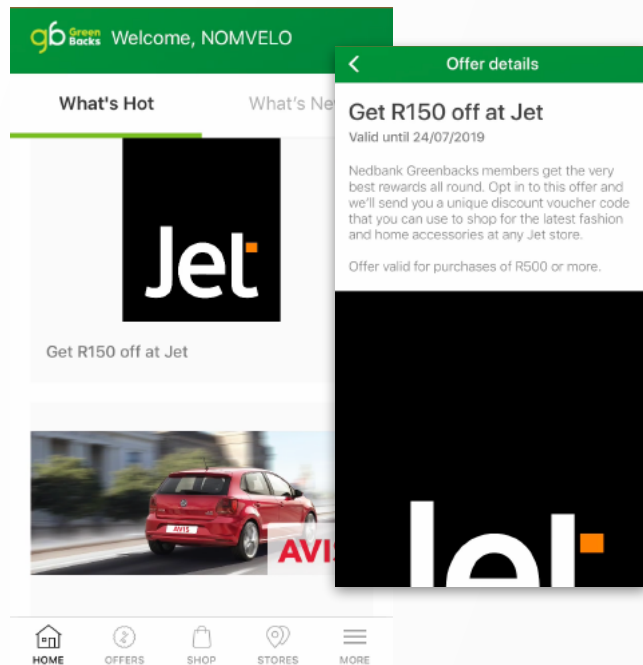 gb Green Backs Welcome, NOMVELO
What's Hot
What's Ne
Jet
Get R150 off at Jet
AVIS
AVIS
HOME
OFFERS
SHOP
STORES
MORE
Offer details
Get R150 off at Jet
Valid until 24/07/2019
Nedbank Greenbacks members get the very
best rewards all round. Opt in to this offer and
we'll send you a unique discount voucher code
that you can use to shop for the latest fashion
and home accessories at any Jet store.
Offer valid for purchases of R500 or more.
Jet